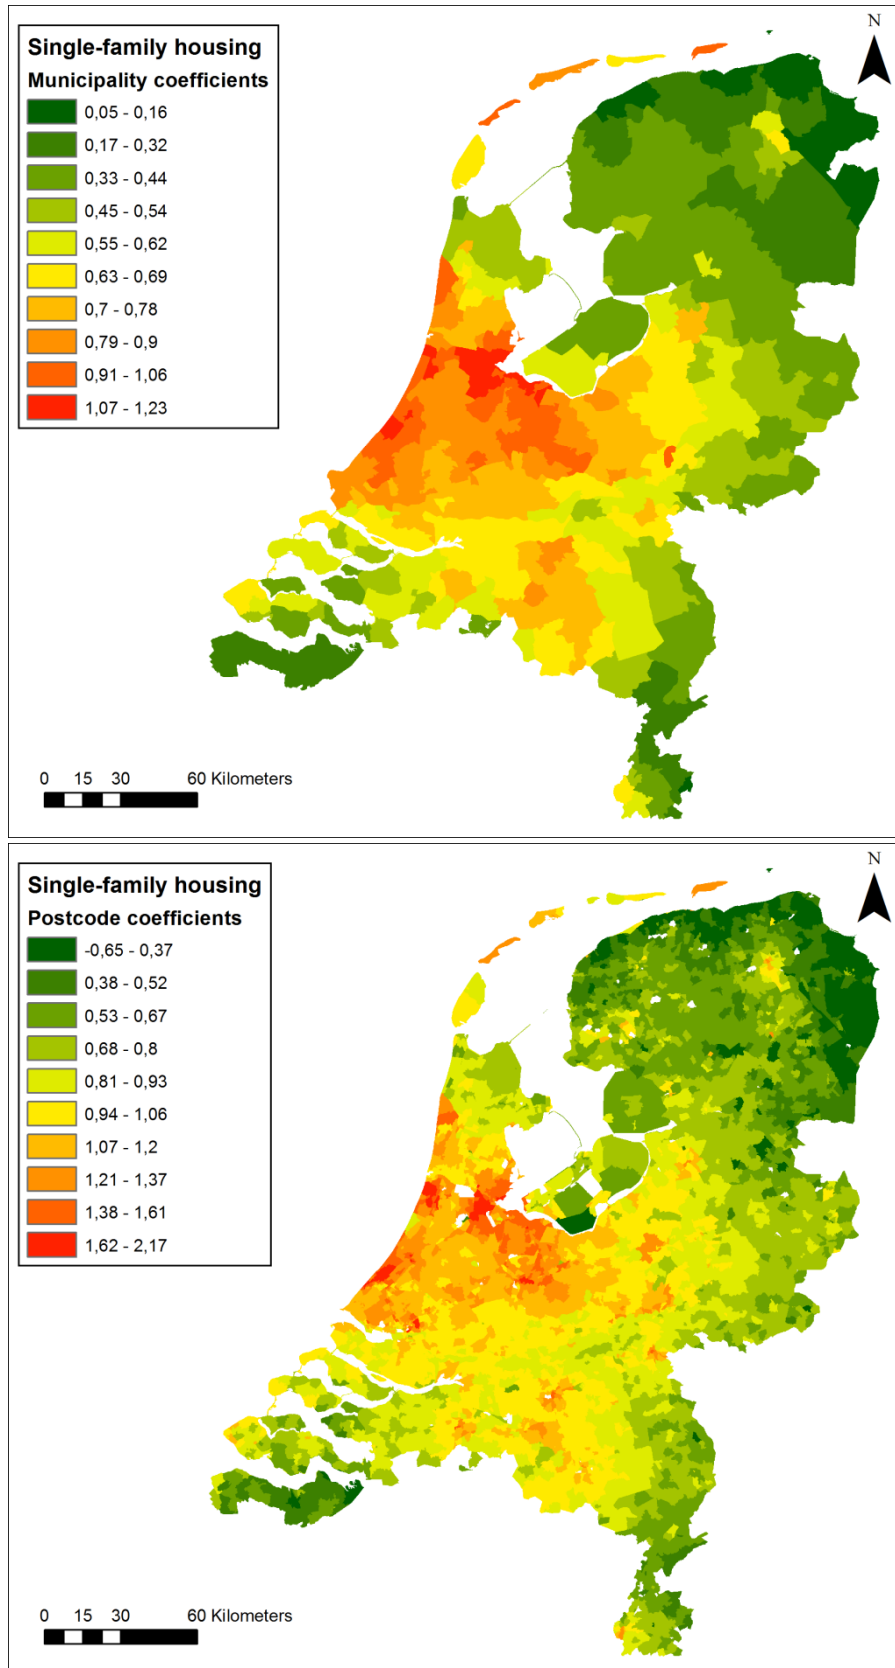 N
Single-family housing
Municipality coefficients
0,05 - 0,16
0,17 - 0,32
0,33 - 0,44
0,45 - 0,54
0,55 - 0,62
0,63 - 0,69
0,7 - 0,78
0,79 - 0,9
0,91 - 1,06
1,07 - 1,23
0 15 30 60 Kilometers
N
Single-family housing
Postcode coefficients
-0,65 - 0,37
0,38 - 0,52
0,53 - 0,67
0,68 - 0,8
0,81 - 0,93
0,94 - 1,06
1,07 - 1,2
1,21 - 1,37
1,38 - 1,61
1,62 - 2,17
0 15 30 60 Kilometers